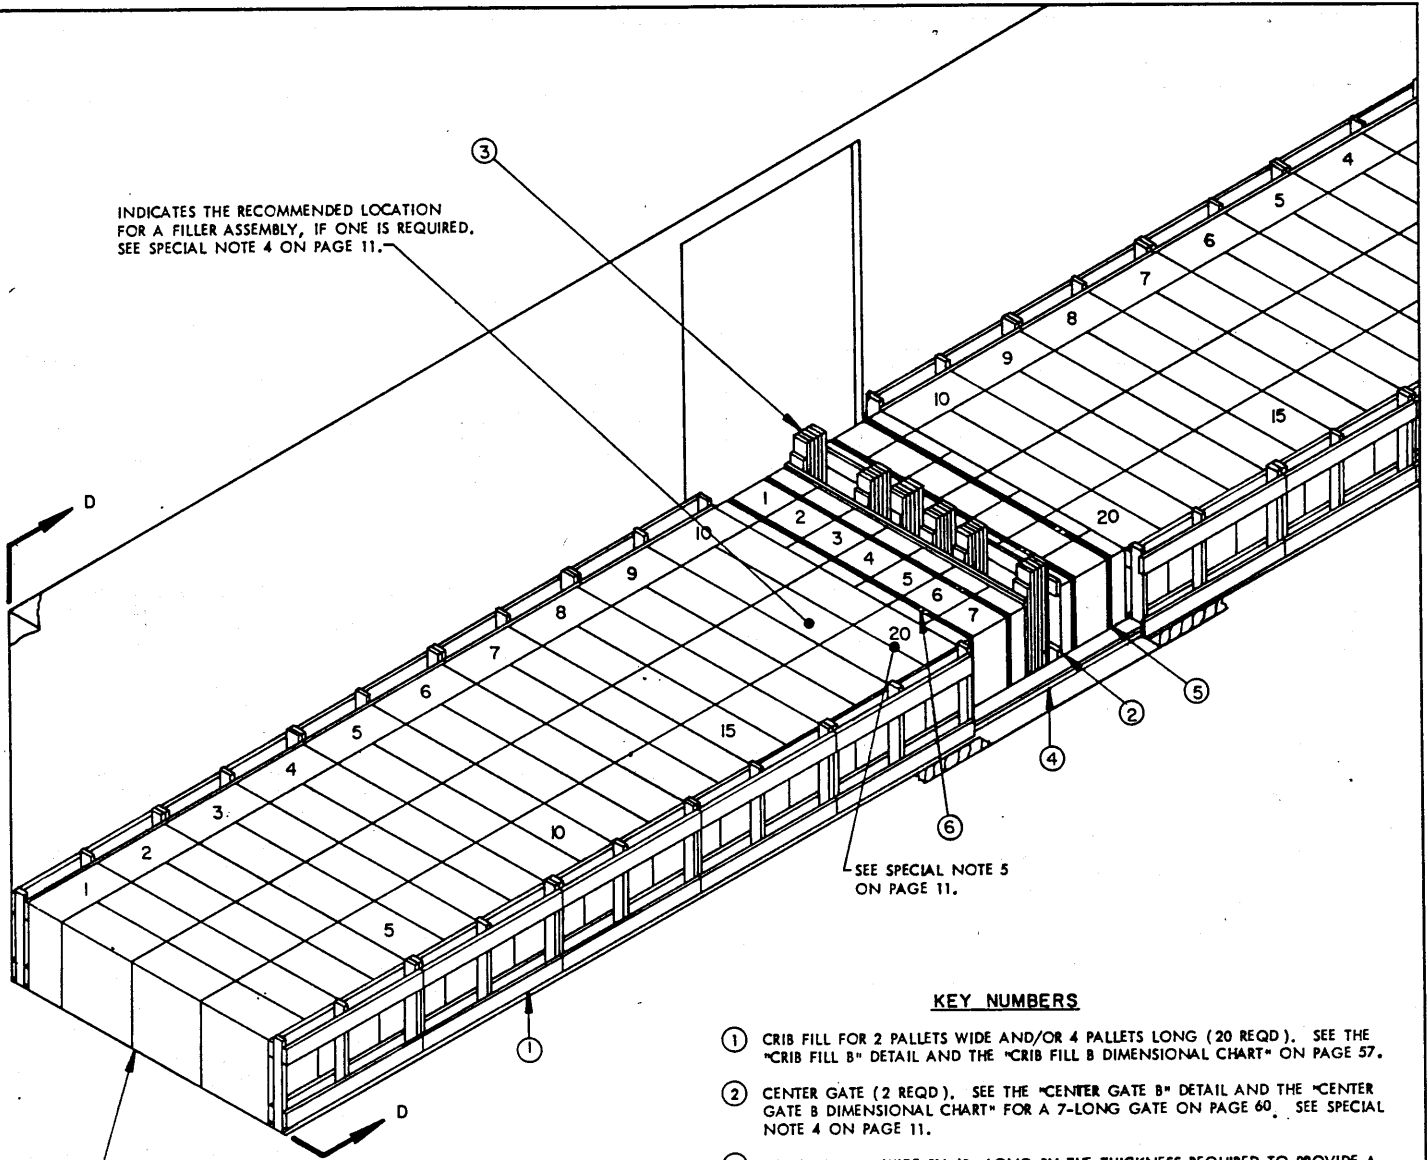 ③
INDICATES THE RECOMMENDED LOCATION
FOR A FILLER ASSEMBLY, IF ONE IS REQUIRED.
SEE SPECIAL NOTE 4 ON PAGE 11.
4
5
6
7
8
9
10
15
20
D
1
2
3
4
5
6
7
10
9
8
7
6
5
4
3
2
1
20
15
10
5
⑤
②
④
⑥
SEE SPECIAL NOTE 5
ON PAGE 11.
①
D
KEY NUMBERS
① CRIB FILL FOR 2 PALLETS WIDE AND/OR 4 PALLETS LONG (20 REQD). SEE THE
"CRIB FILL B" DETAIL AND THE "CRIB FILL B DIMENSIONAL CHART" ON PAGE 57.
② CENTER GATE (2 REQD). SEE THE "CENTER GATE B" DETAIL AND THE "CENTER
GATE B DIMENSIONAL CHART" FOR A 7-LONG GATE ON PAGE 60. SEE SPECIAL
NOTE 4 ON PAGE 11.